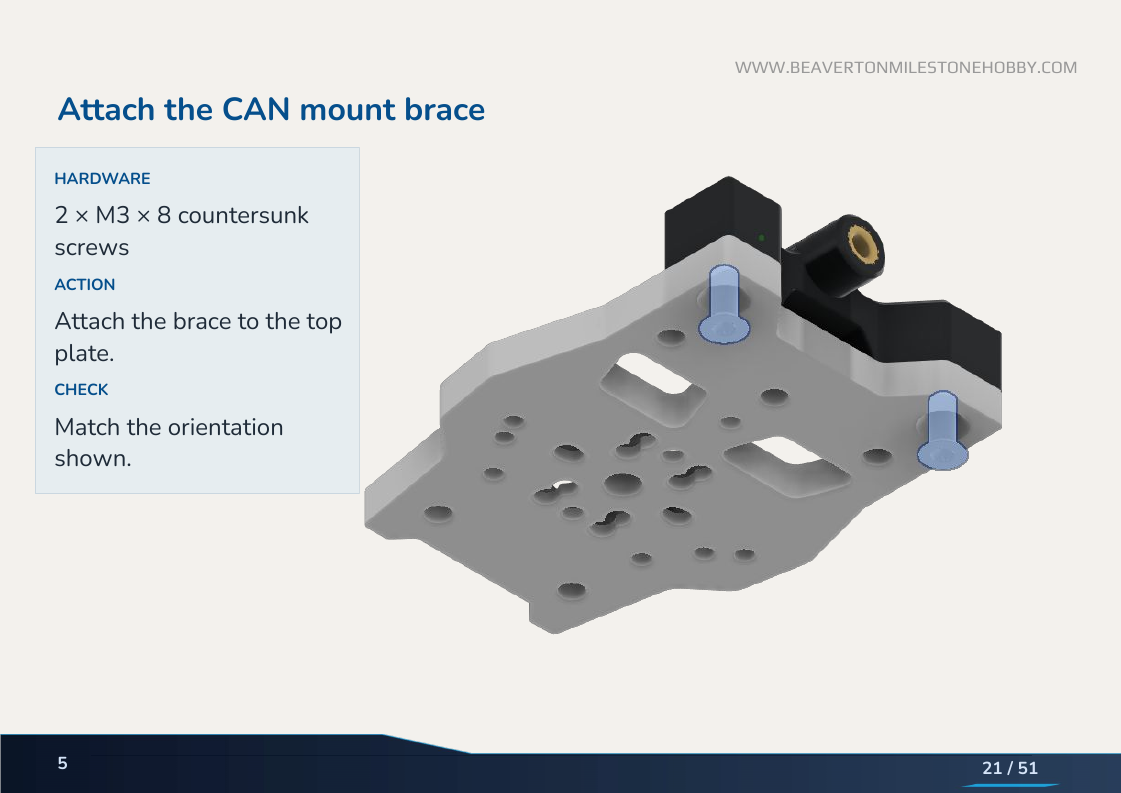 WWW.BEAVERTONMILESTONEHOBBY.COM
Attach the CAN mount brace
HARDWARE
2 × M3 × 8 countersunk
screws
ACTION
Attach the brace to the top
plate.
CHECK
Match the orientation
shown.
5
21 / 51